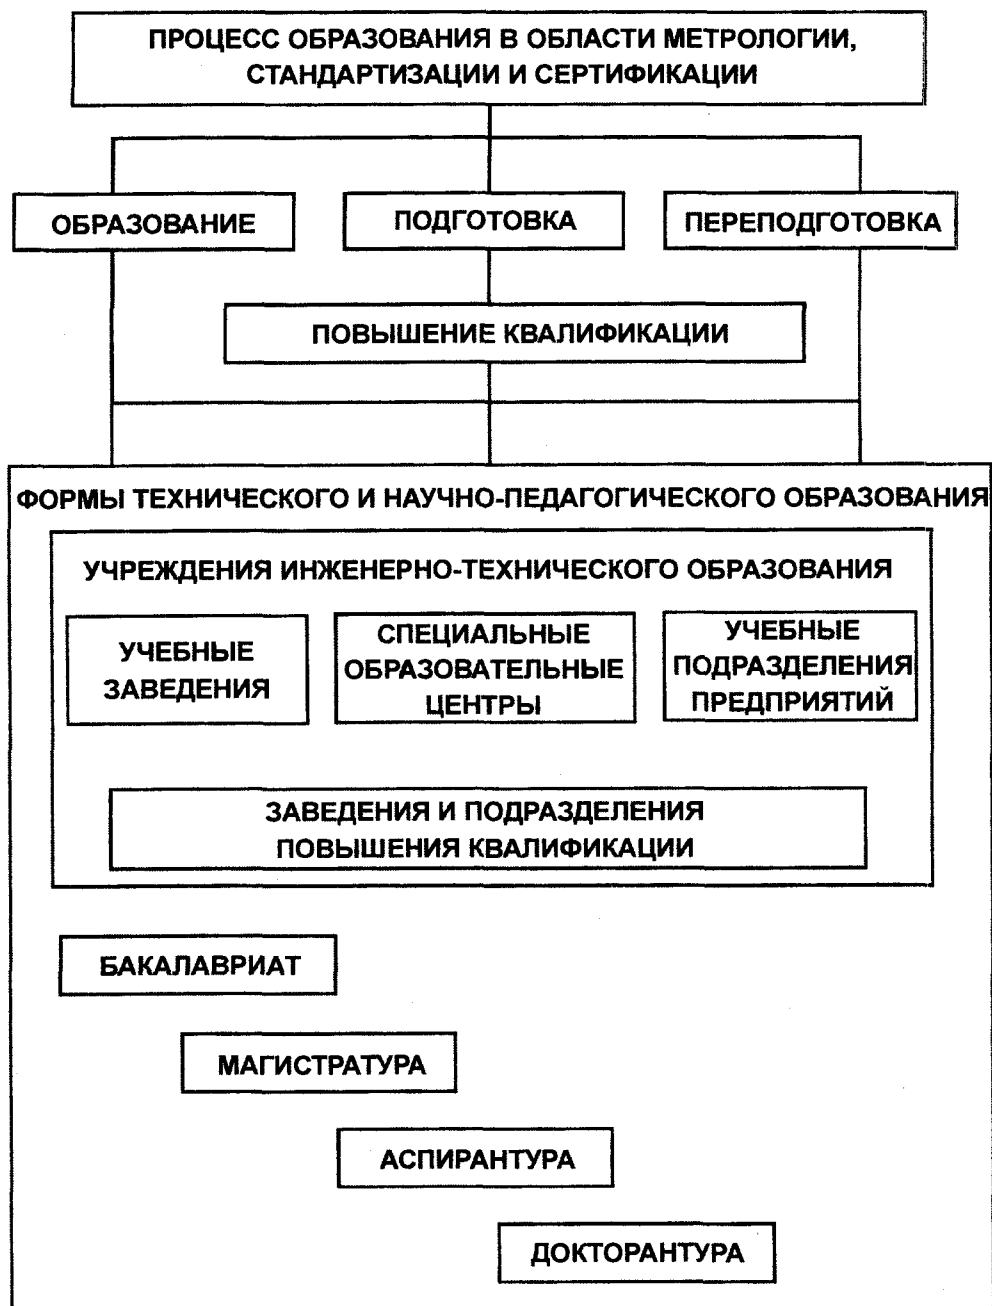 ПРОЦЕСС ОБРАЗОВАНИЯ В ОБЛАСТИ МЕТРОЛОГИИ,
СТАНДАРТИЗАЦИИ И СЕРТИФИКАЦИИ
ОБРАЗОВАНИЕ
ПОДГОТОВКА
ПЕРЕПОДГОТОВКА
ПОВЫШЕНИЕ КВАЛИФИКАЦИИ
ФОРМЫ ТЕХНИЧЕСКОГО И НАУЧНО-ПЕДАГОГИЧЕСКОГО ОБРАЗОВАНИЯ
УЧРЕЖДЕНИЯ ИНЖЕНЕРНО-ТЕХНИЧЕСКОГО ОБРАЗОВАНИЯ
УЧЕБНЫЕ
ЗАВЕДЕНИЯ
СПЕЦИАЛЬНЫЕ
ОБРАЗОВАТЕЛЬНЫЕ
ЦЕНТРЫ
УЧЕБНЫЕ
ПОДРАЗДЕЛЕНИЯ
ПРЕДПРИЯТИЙ
ЗАВЕДЕНИЯ И ПОДРАЗДЕЛЕНИЯ
ПОВЫШЕНИЯ КВАЛИФИКАЦИИ
БАКАЛАВРИАТ
МАГИСТРАТУРА
АСПИРАНТУРА
ДОКТОРАНТУРА